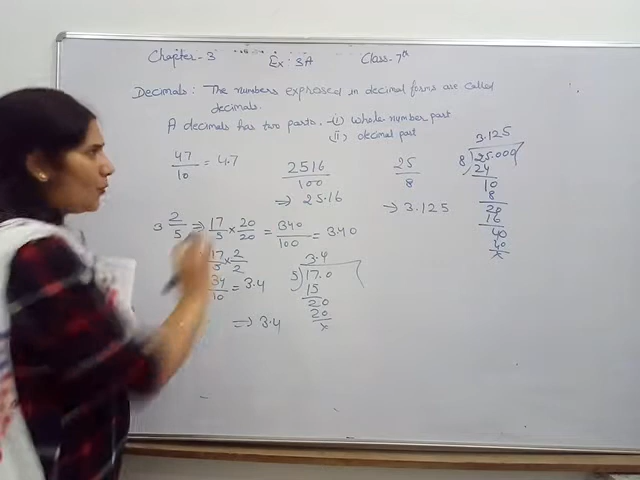 Chapter-3 Ex: 3A Class-7th
Decimals: The numbers expressed in decimal forms are called
decimals.
A decimals has two parts. (i) whole number part
(ii) decimal part
47/10 = 4.7
2516/100
⇒ 25.16
25/8
→ 3.125
3.125
8)25.000
24
10
8
20
16
40
40
x
3 2/5 ⇒ 17/5 × 20/20 = 340/100 = 340
17/5 × 2/2
34/10 = 3.4
⇒ 3.4
3.4
5)17.0
15
20
20
x